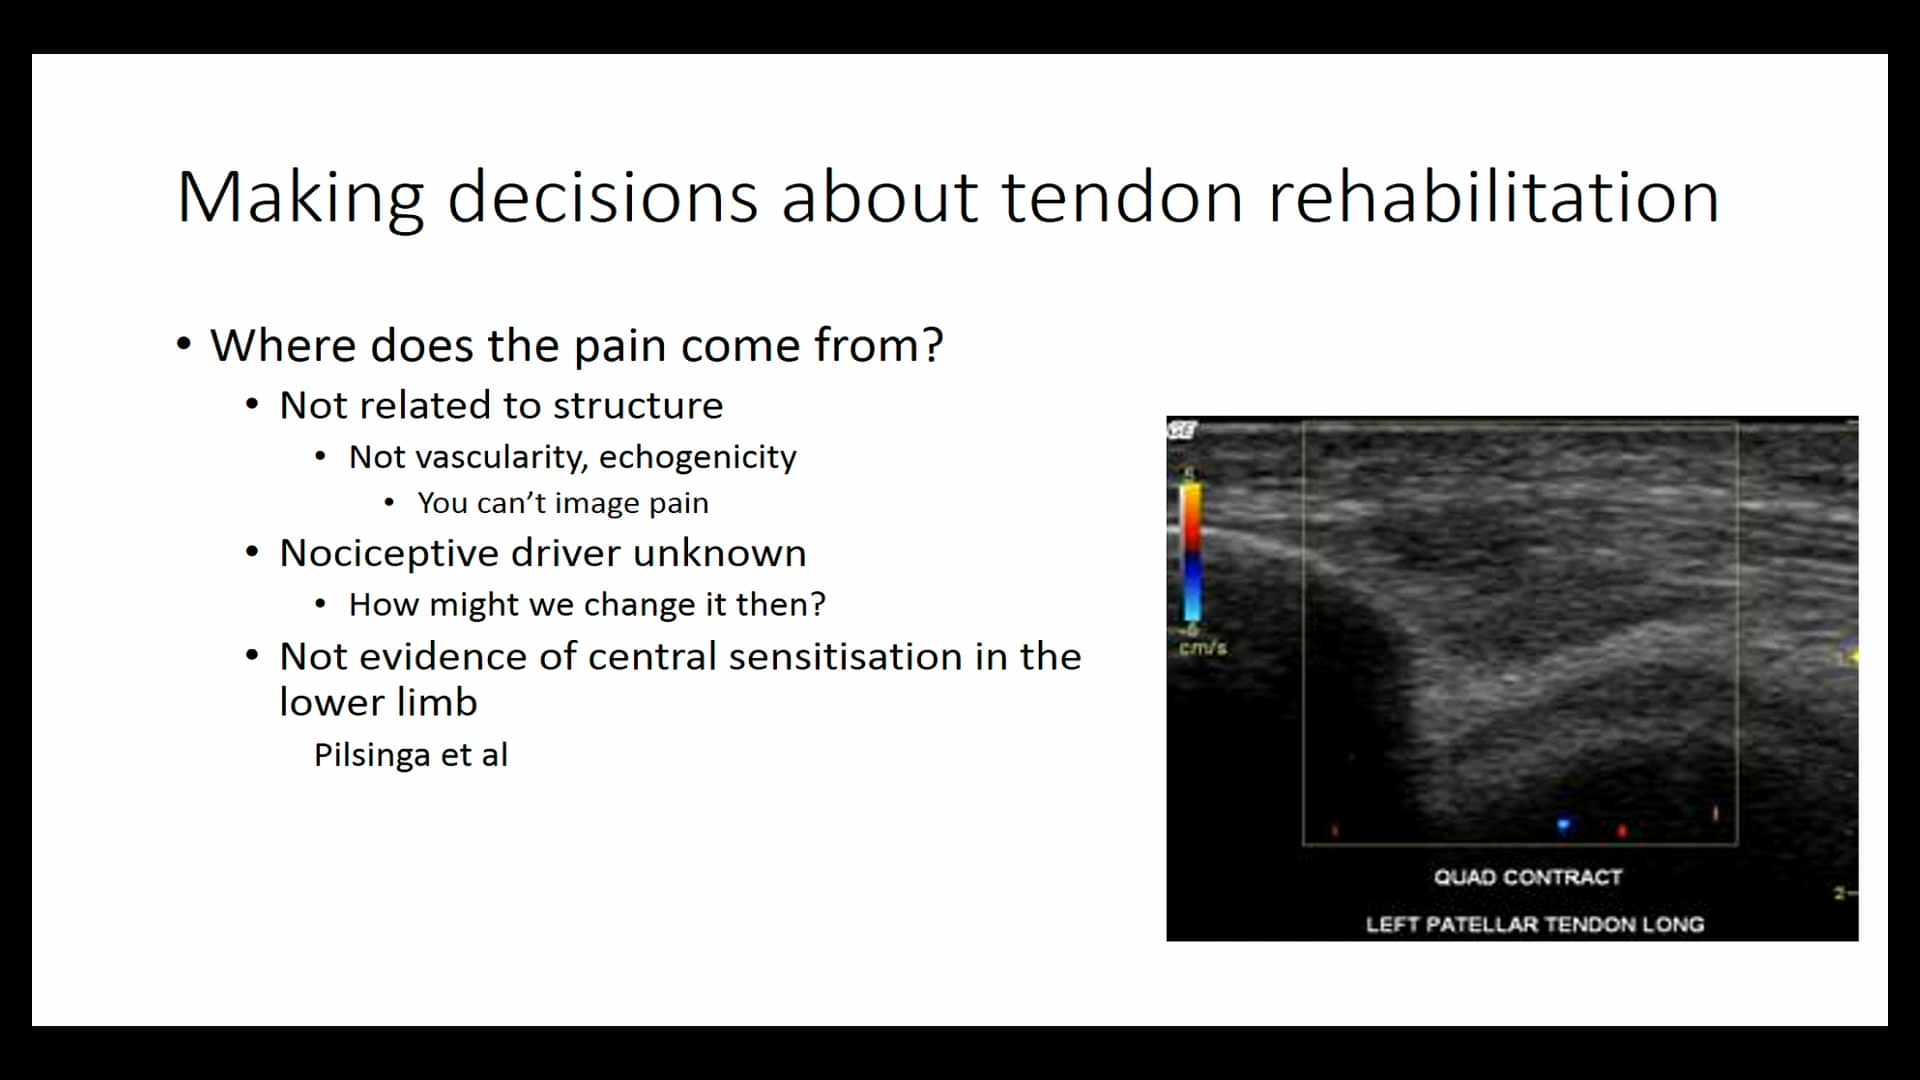 Making decisions about tendon rehabilitation
• Where does the pain come from?
• Not related to structure
• Not vascularity, echogenicity
• You can’t image pain
• Nociceptive driver unknown
• How might we change it then?
• Not evidence of central sensitisation in the
lower limb
Pilsinga et al
GE
cm/s
2
QUAD CONTRACT
LEFT PATELLAR TENDON LONG